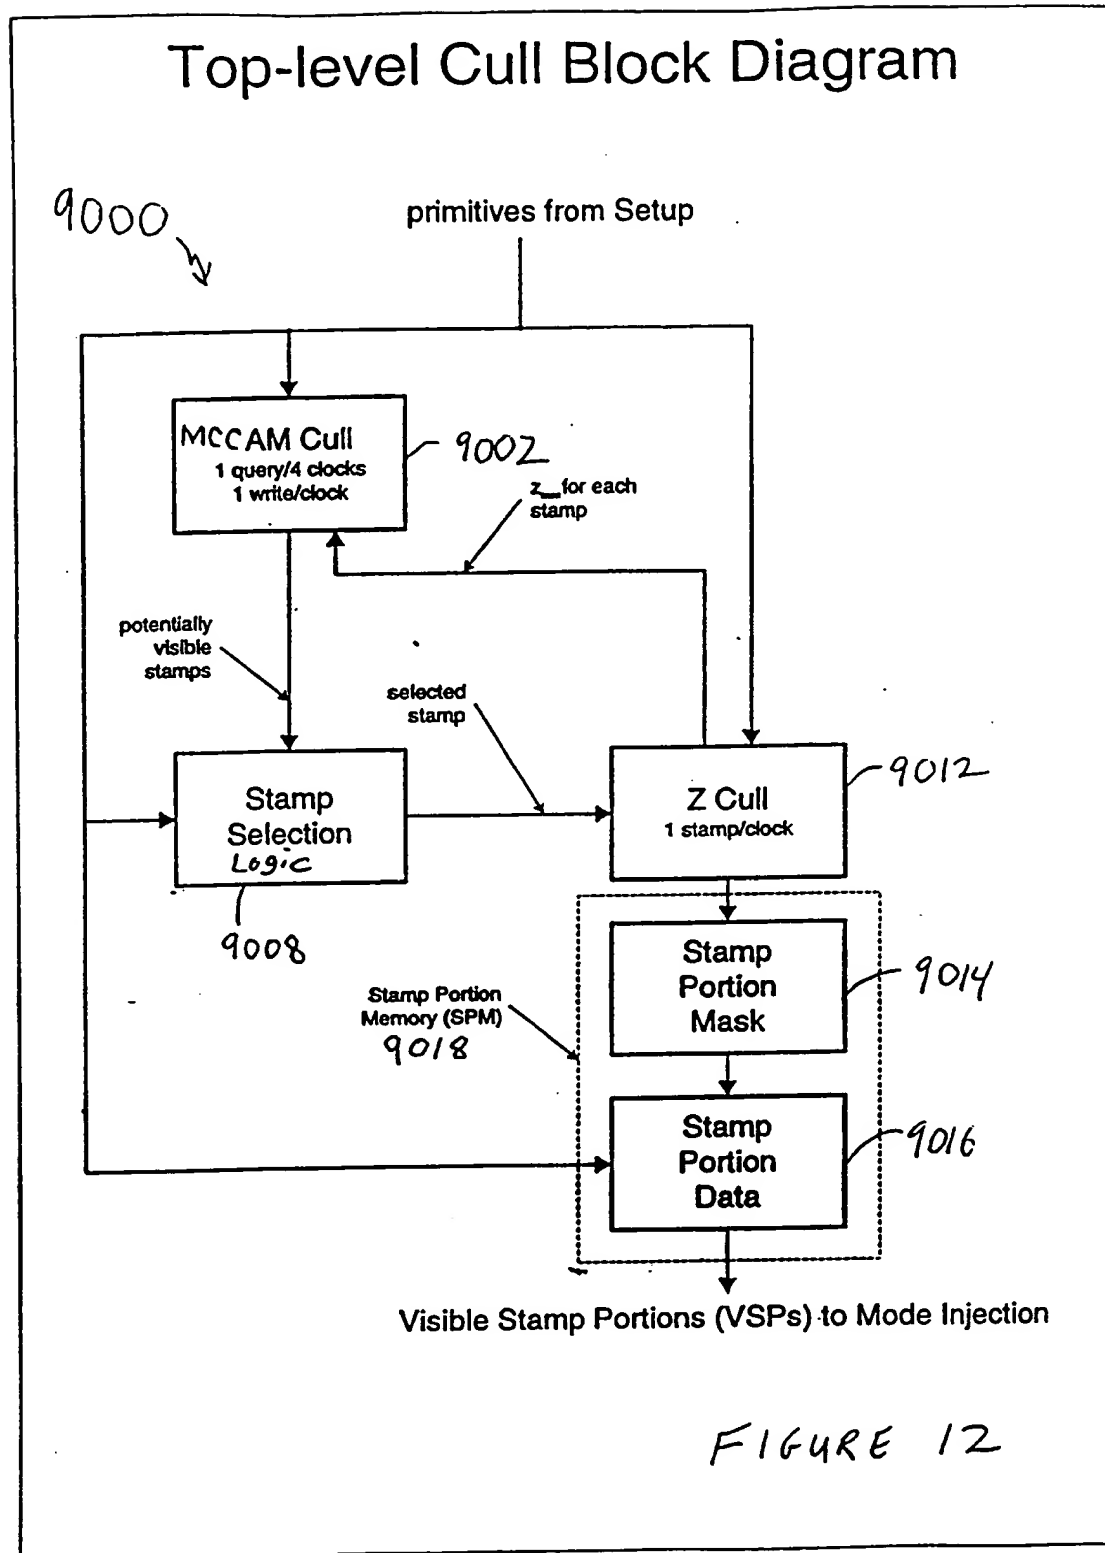 Top-level Cull Block Diagram
9000
primitives from Setup
MCCAM Cull
1 query/4 clocks
1 write/clock
9002
z for each
stamp
potentially
visible
stamps
selected
stamp
Stamp
Selection
Logic
9008
Z Cull
1 stamp/clock
9012
Stamp
Portion
Mask
9014
Stamp Portion
Memory (SPM)
9018
Stamp
Portion
Data
9016
Visible Stamp Portions (VSPs) to Mode Injection
FIGURE 12